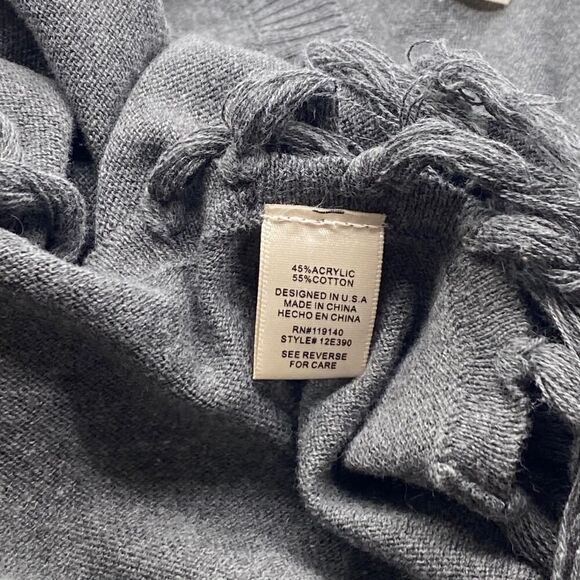 45%ACRYLIC
55%COTTON
DESIGNED IN U.S.A
MADE IN CHINA
HECHO EN CHINA
RN#119140
STYLE# 12E390
SEE REVERSE
FOR CARE